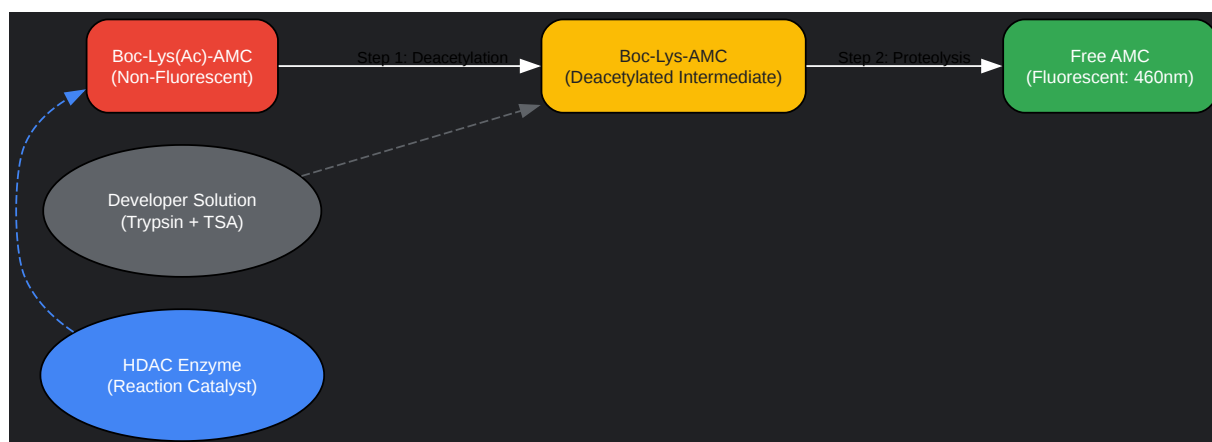 Boc-Lys(Ac)-AMC
(Non-Fluorescent)
Step 1: Deacetylation
Boc-Lys-AMC
(Deacetylated Intermediate)
Step 2: Proteolysis
Free AMC
(Fluorescent: 460nm)
Developer Solution
(Trypsin + TSA)
HDAC Enzyme
(Reaction Catalyst)